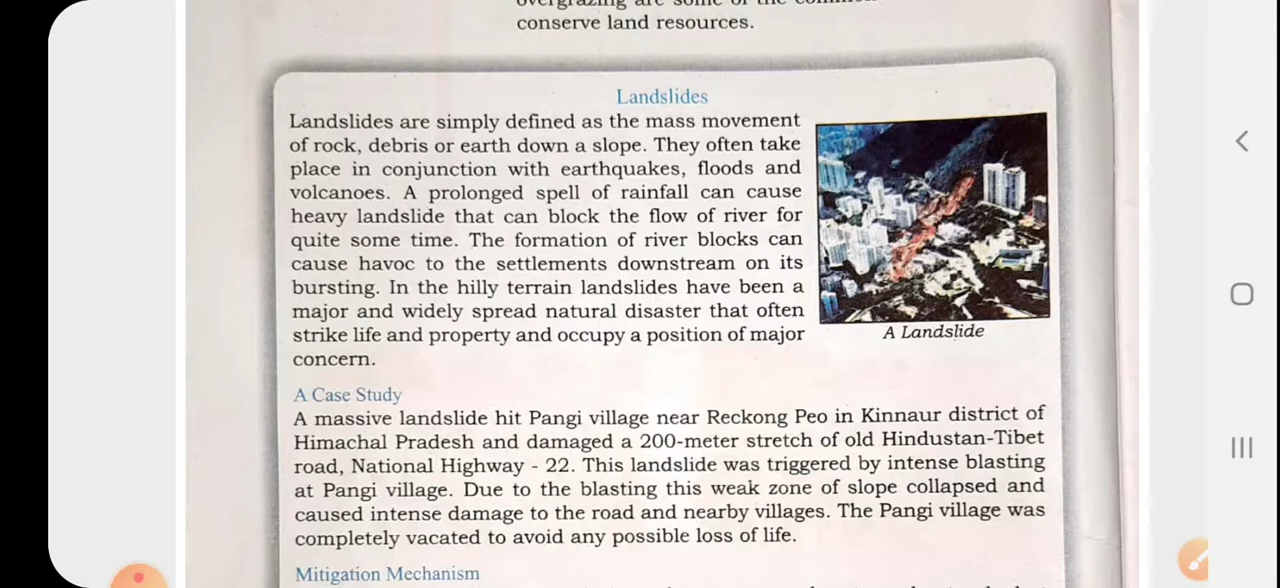 conserve land resources.
Landslides
Landslides are simply defined as the mass movement
of rock, debris or earth down a slope. They often take
place in conjunction with earthquakes, floods and
volcanoes. A prolonged spell of rainfall can cause
heavy landslide that can block the flow of river for
quite some time. The formation of river blocks can
cause havoc to the settlements downstream on its
bursting. In the hilly terrain landslides have been a
major and widely spread natural disaster that often
strike life and property and occupy a position of major
concern.
A Landslide
A Case Study
A massive landslide hit Pangi village near Reckong Peo in Kinnaur district of
Himachal Pradesh and damaged a 200-meter stretch of old Hindustan-Tibet
road, National Highway - 22. This landslide was triggered by intense blasting
at Pangi village. Due to the blasting this weak zone of slope collapsed and
caused intense damage to the road and nearby villages. The Pangi village was
completely vacated to avoid any possible loss of life.
Mitigation Mechanism